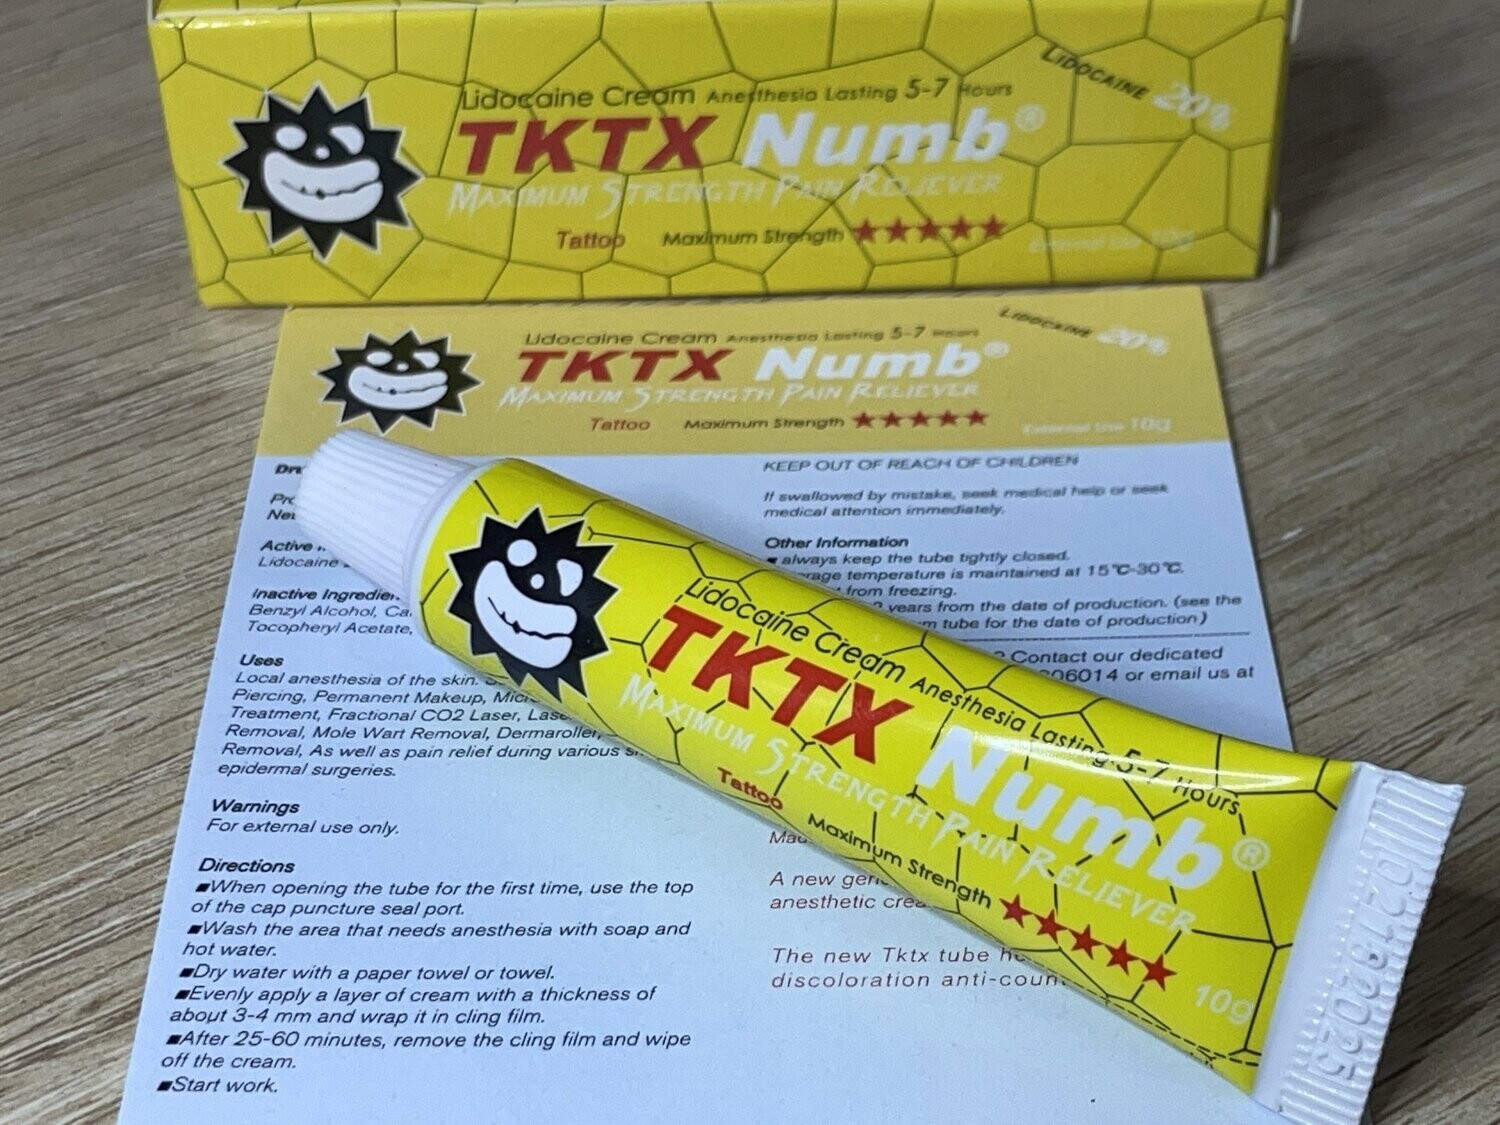 Lidocaine Cream Anesthesia Lasting 5-7 Hours
LIDOCAINE 20%
TKTX Numb®
MAXIMUM STRENGTH PAIN RELIEVER
Tattoo Maximum Strength ★★★★★ External Use 10g
Lidocaine Cream Anesthesia Lasting 5-7 Hours
LIDOCAINE 20%
TKTX Numb®
MAXIMUM STRENGTH PAIN RELIEVER
Tattoo Maximum Strength ★★★★★ External Use 10g
Active
Lidocaine
Inactive
Benzyl Alcohol,
Tocopheryl Acetate,
Uses
Local anesthesia of the skin.
Piercing, Permanent Makeup,
Treatment, Fractional CO2 Laser,
Removal, Mole Wart Removal, Dermaroller,
Removal, As well as pain relief during various
epidermal surgeries.
Warnings
For external use only.
Directions
■When opening the tube for the first time, use the top
of the cap puncture seal port.
■Wash the area that needs anesthesia with soap and
hot water.
■Dry water with a paper towel or towel.
■Evenly apply a layer of cream with a thickness of
about 3-4 mm and wrap it in cling film.
■After 25-60 minutes, remove the cling film and wipe
off the cream.
■Start work.
KEEP OUT OF REACH OF CHILDREN
If swallowed by mistake, seek medical help or seek
medical attention immediately.
Other Information
■ always keep the tube tightly closed.
temperature is maintained at 15℃-30℃.
from freezing.
years from the date of production. (see the
tube for the date of production)
? Contact our dedicated
06014 or email us at
A new
anesthetic
The new Tktx tube
discoloration
Lidocaine Cream Anesthesia Lasting 5-7 Hours
TKTX Numb®
MAXIMUM STRENGTH PAIN RELIEVER
Tattoo Maximum Strength ★★★★★ 10g
02192025